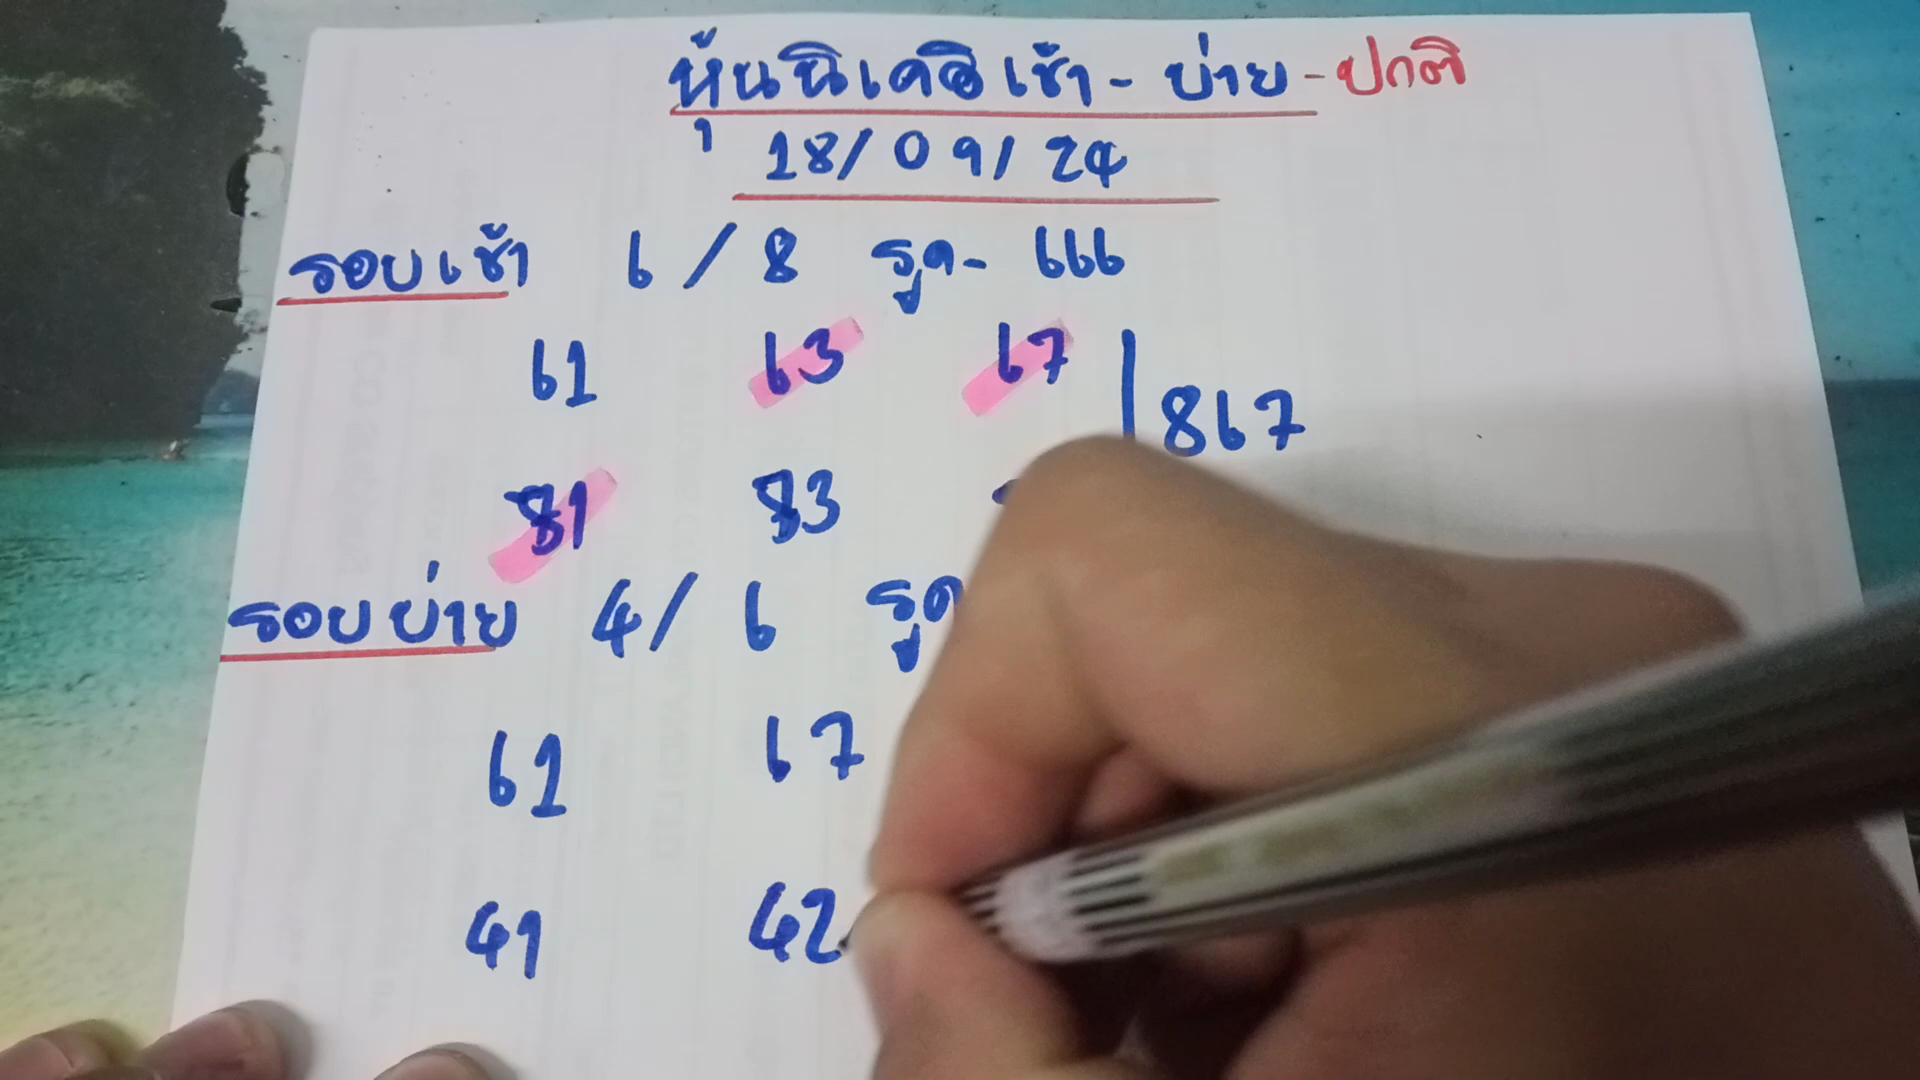 หุ้นนิเคอิเช้า - บ่าย - ปกติ
18/09/24
รอบเช้า 6/8 รูด - 666
61 63 67
867
81 83
รอบบ่าย 4/6 รูด
61 67
41 42